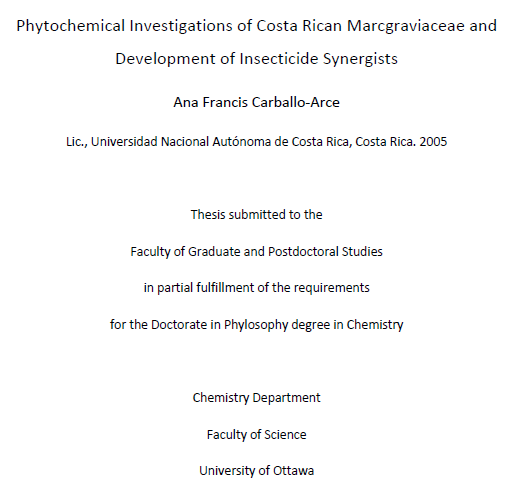 Phytochemical Investigations of Costa Rican Marcgraviaceae and
Development of Insecticide Synergists
Ana Francis Carballo-Arce
Lic., Universidad Nacional Autónoma de Costa Rica, Costa Rica. 2005
Thesis submitted to the
Faculty of Graduate and Postdoctoral Studies
in partial fulfillment of the requirements
for the Doctorate in Phylosophy degree in Chemistry
Chemistry Department
Faculty of Science
University of Ottawa